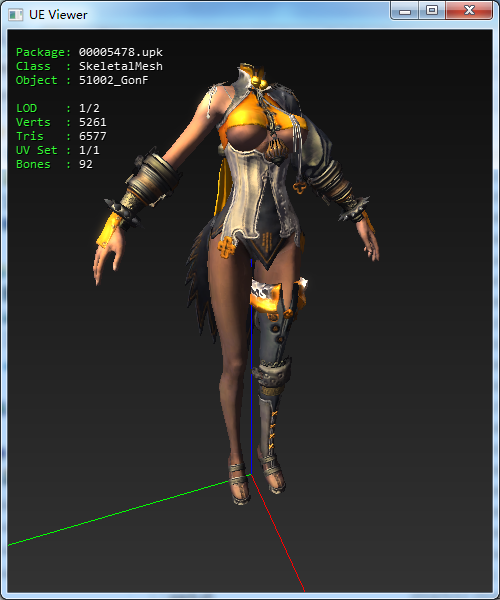 UE Viewer
Package: 00005478.upk
Class : SkeletalMesh
Object : 51002_GonF
LOD : 1/2
Verts : 5261
Tris : 6577
UV Set : 1/1
Bones : 92